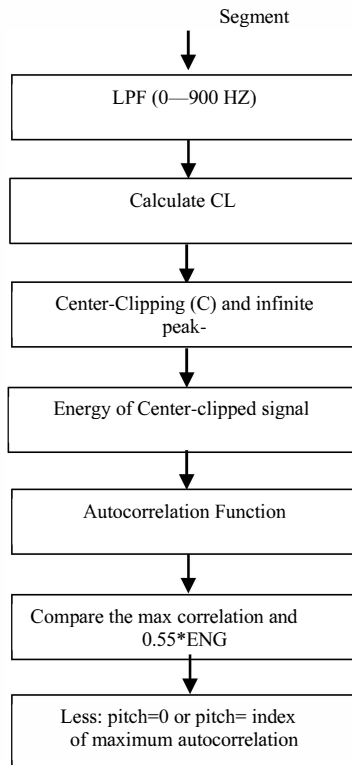 Segment
LPF (0—900 HZ)
Calculate CL
Center-Clipping (C) and infinite
peak-
Energy of Center-clipped signal
Autocorrelation Function
Compare the max correlation and
0.55*ENG
Less: pitch=0 or pitch= index
of maximum autocorrelation